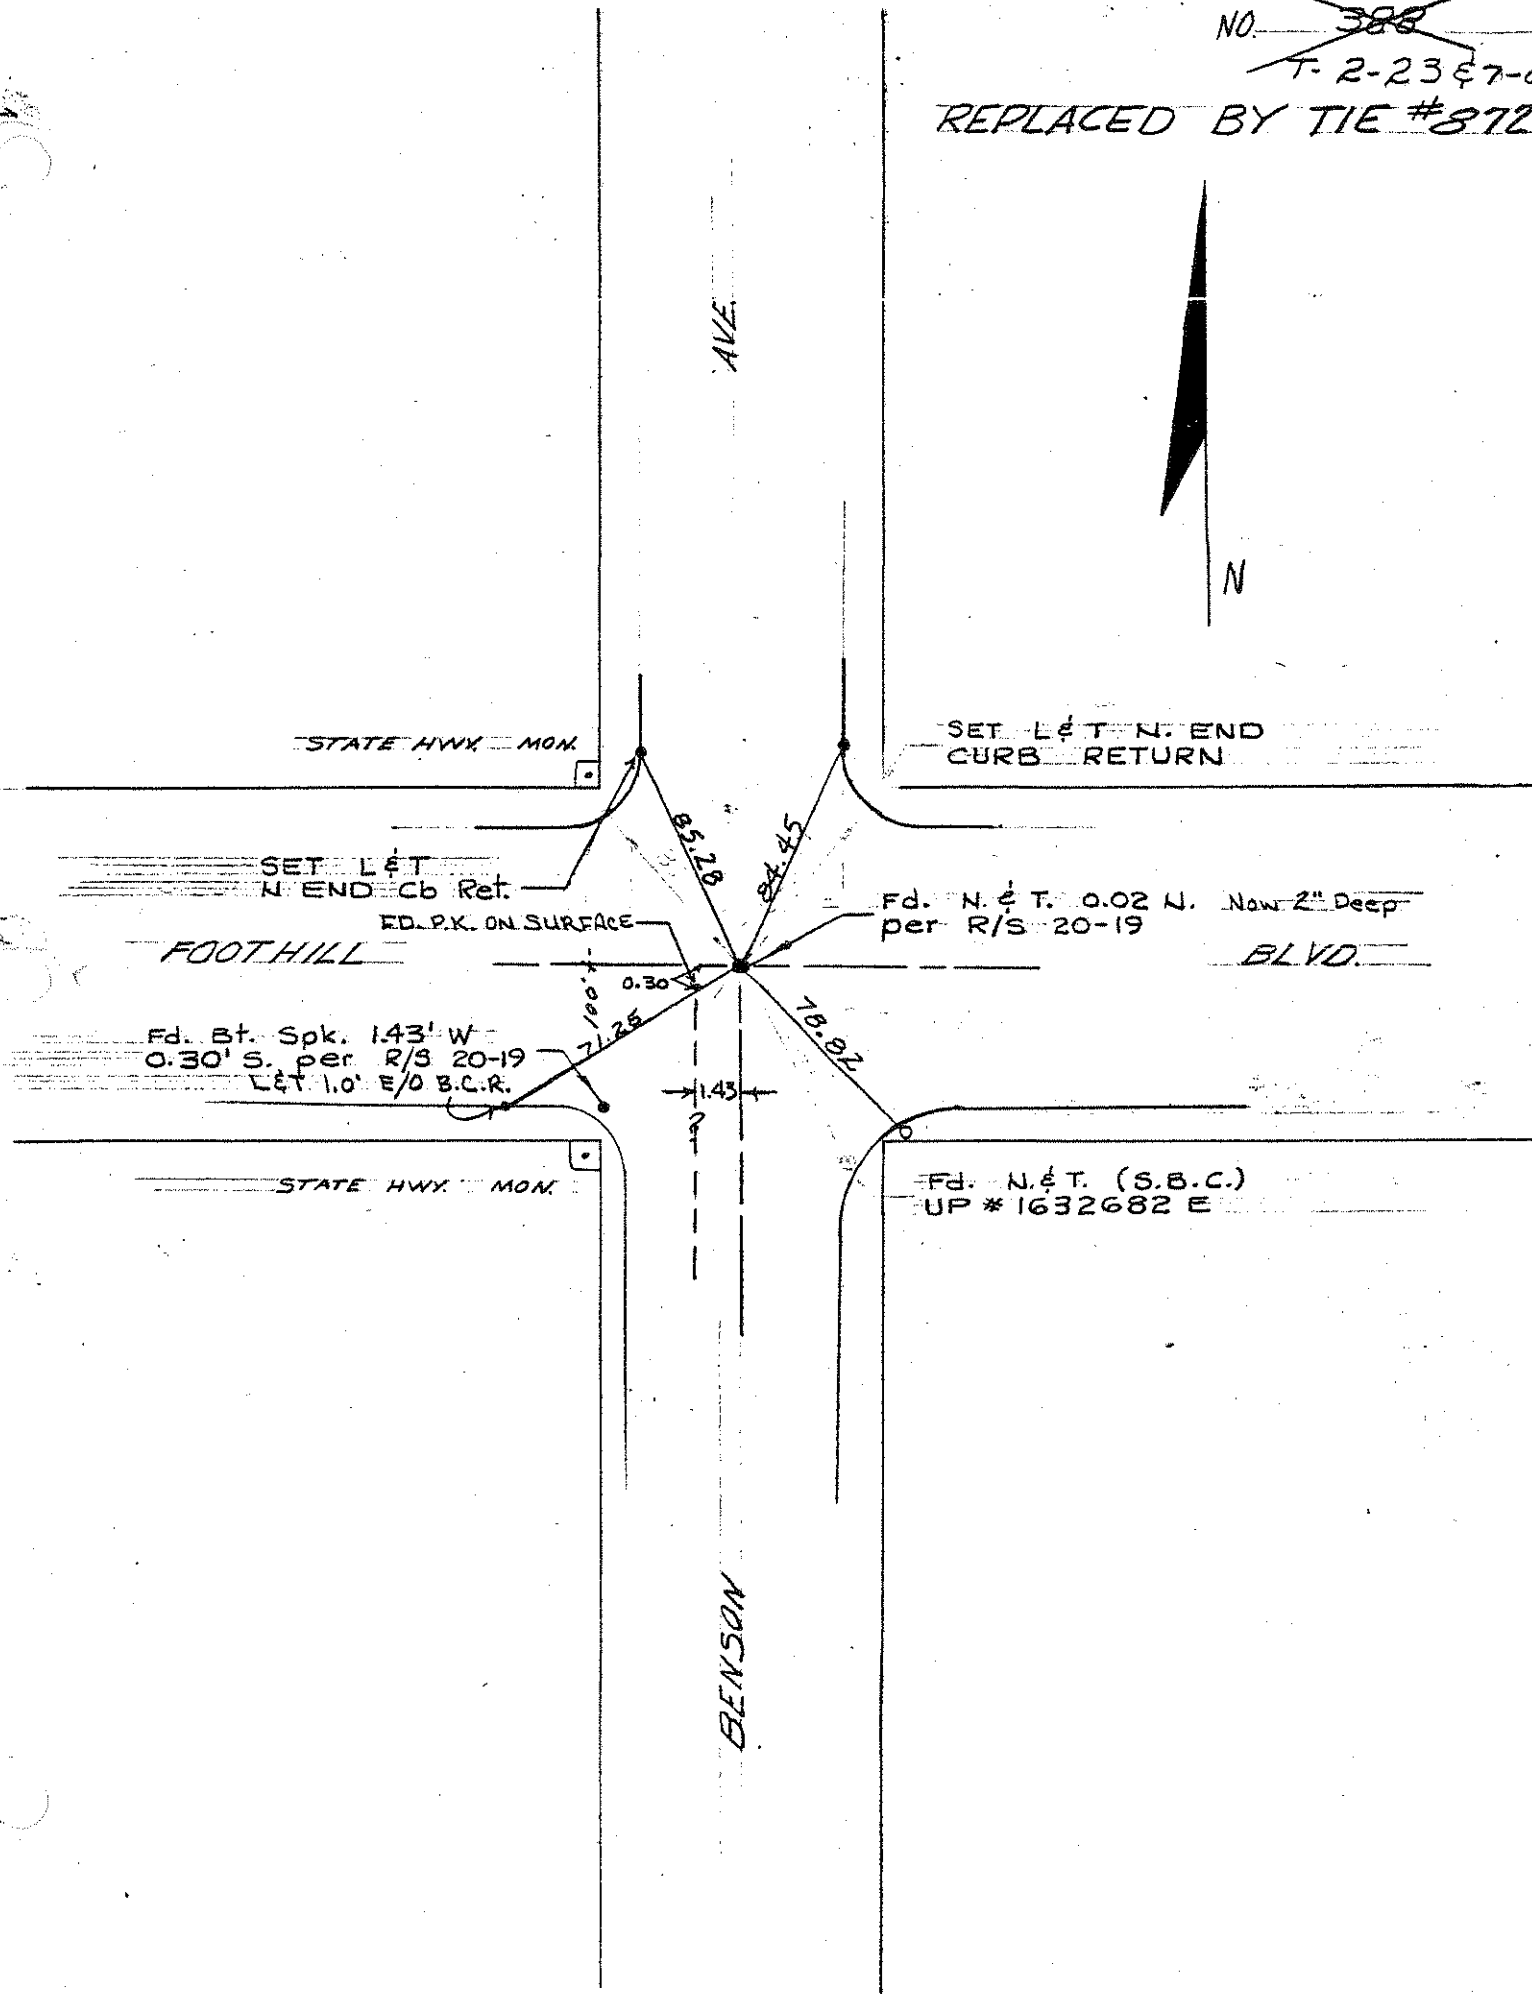 NO. 388
T- 2-23 & 7-
REPLACED BY TIE #872
AVE.
N
STATE HWY. MON.
SET L & T N. END
CURB RETURN
85.28
84.45
SET L & T
N END Cb Ret.
FD. P.K. ON SURFACE
Fd. N. & T. 0.02 N. Now 2" Deep
per R/S 20-19
FOOTHILL
BLVD.
0.30
100'
71.25
78.82
Fd. Bt. Spk. 1.43' W
0.30' S. per R/S 20-19
L&T 1.0' E/O B.C.R.
1.43
?
STATE HWY. MON.
Fd. N. & T. (S.B.C.)
UP # 1632682 E
BENSON